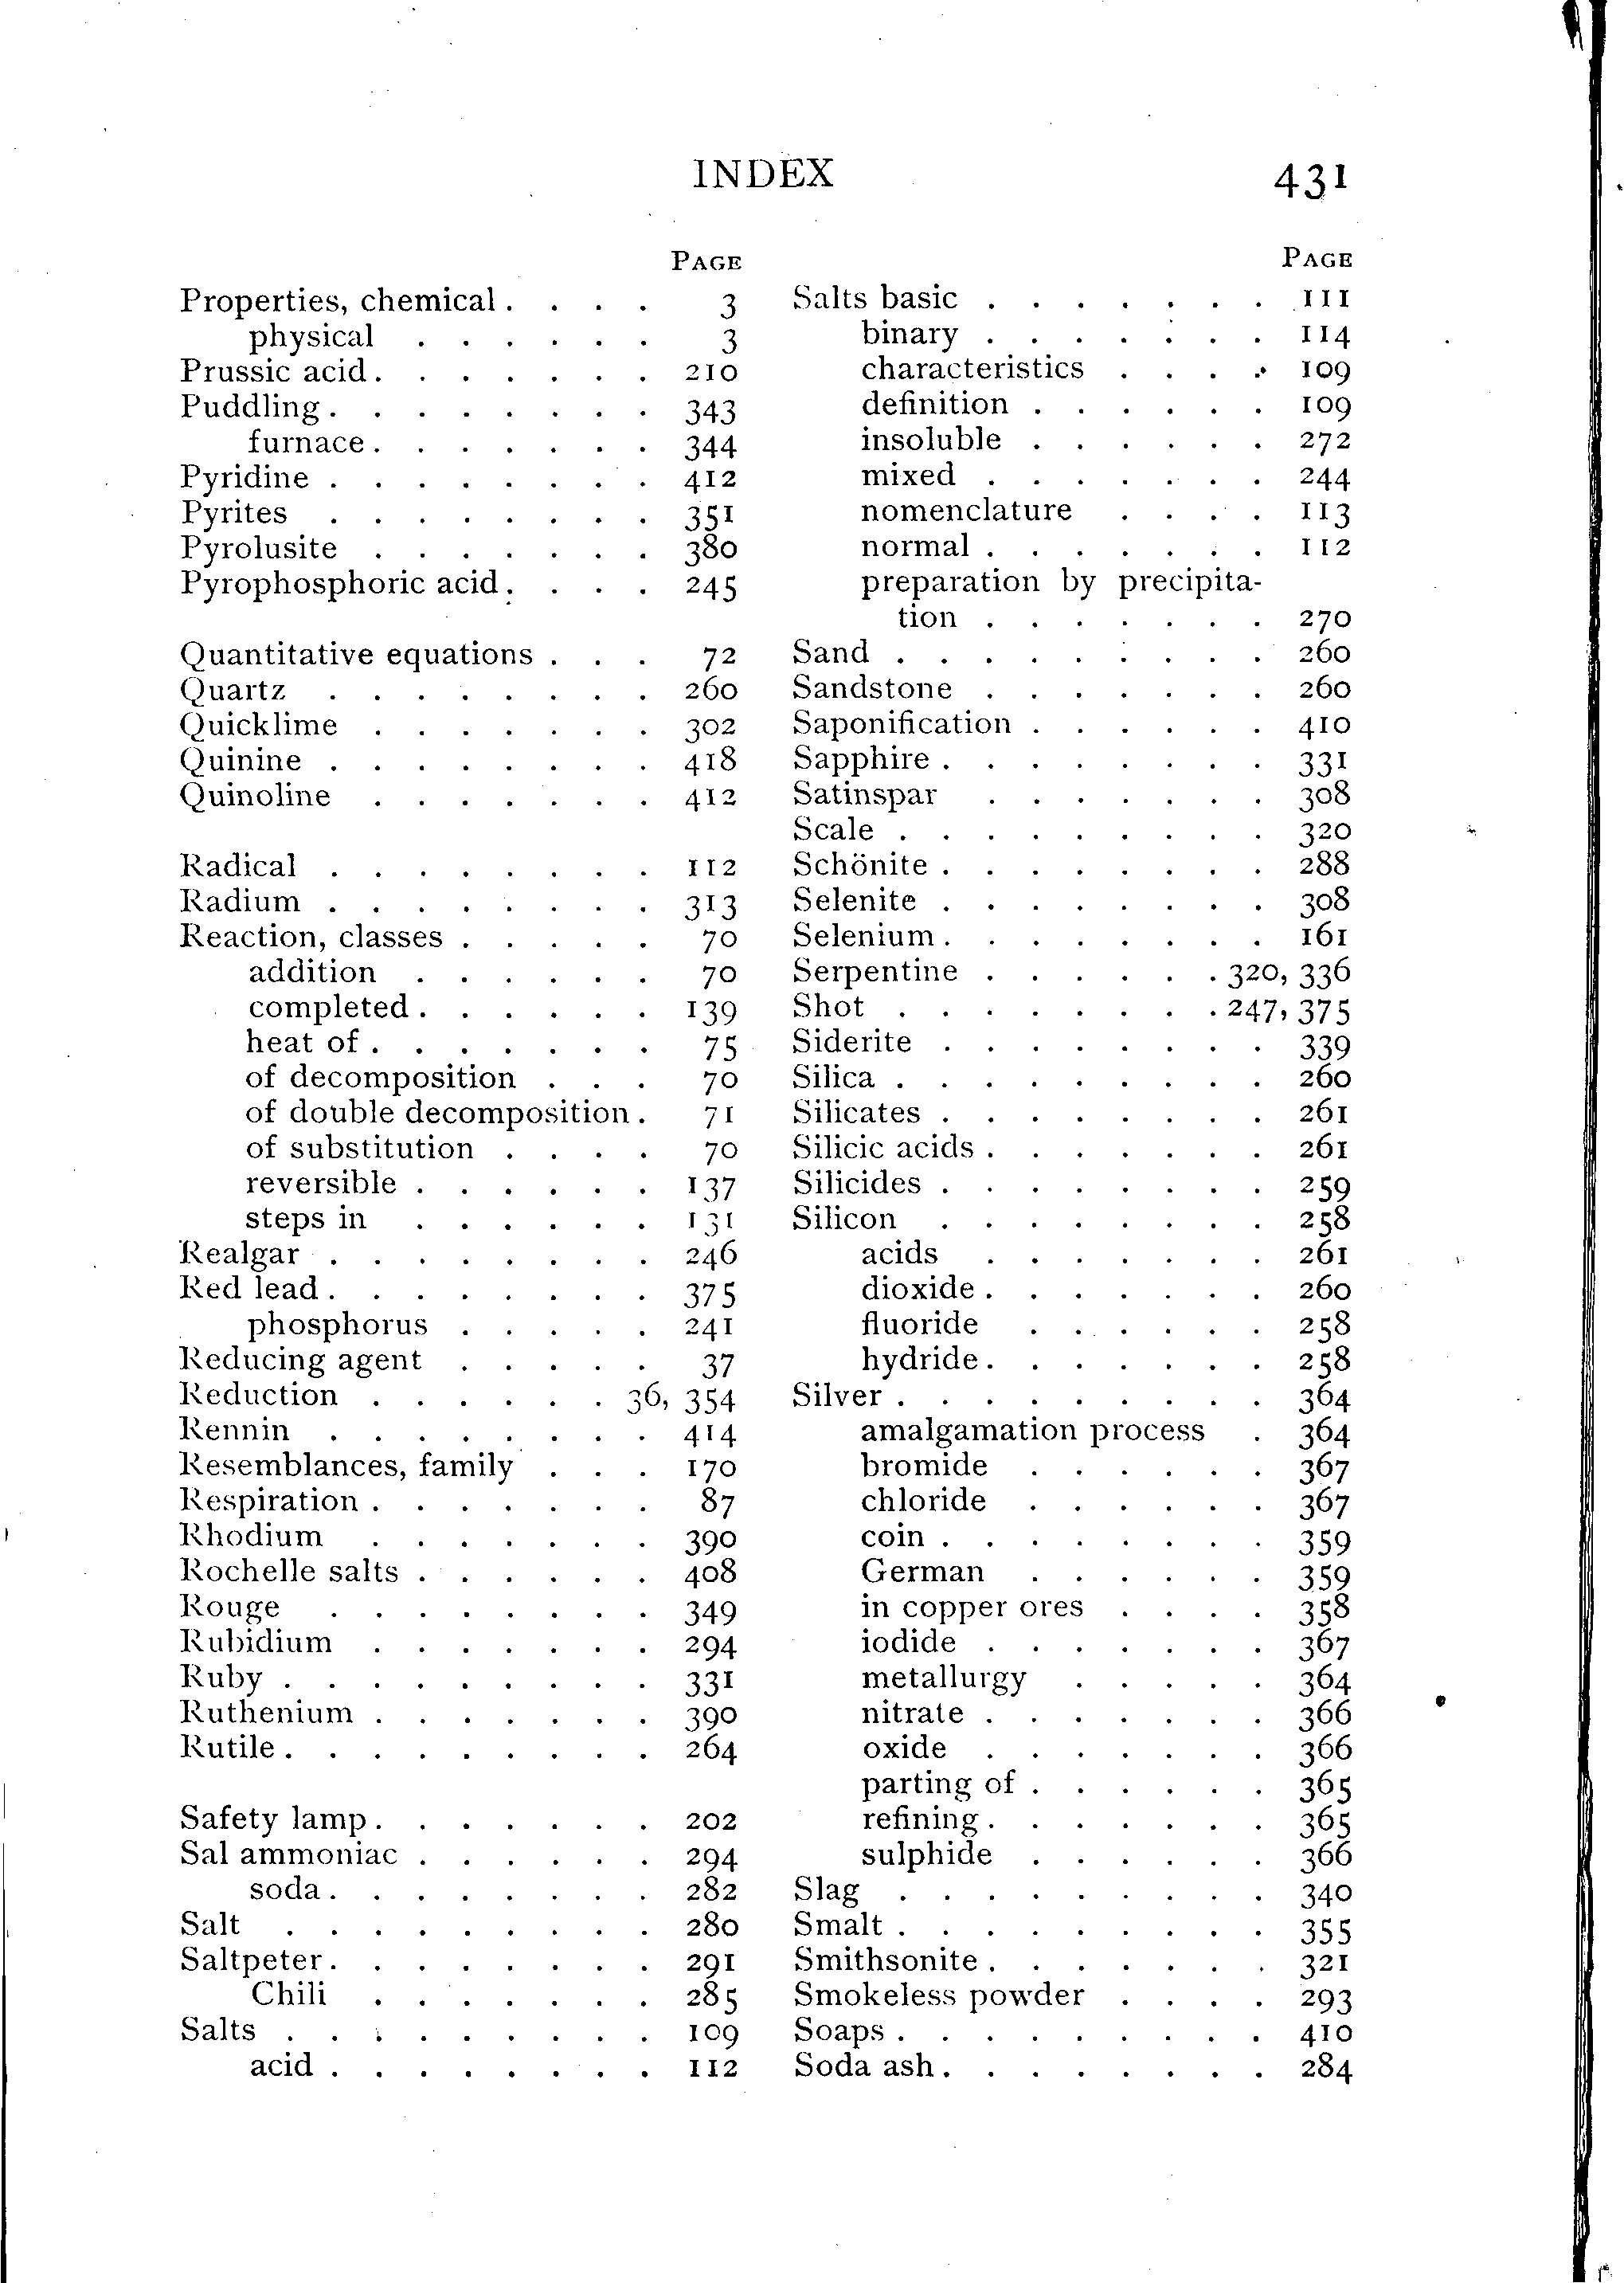 INDEX 431
PAGE
Properties, chemical . . . . 3
physical . . . . . . 3
Prussic acid . . . . . . . 210
Puddling . . . . . . . . 343
furnace . . . . . . . 344
Pyridine . . . . . . . . 412
Pyrites . . . . . . . . 351
Pyrolusite . . . . . . . 380
Pyrophosphoric acid . . . . 245
Quantitative equations . . . 72
Quartz . . . . . . . . 260
Quicklime . . . . . . . 302
Quinine . . . . . . . . 418
Quinoline . . . . . . . 412
Radical . . . . . . . . 112
Radium . . . . . . . . 313
Reaction, classes . . . . . 70
addition . . . . . . 70
completed . . . . . . 139
heat of . . . . . . . 75
of decomposition . . . 70
of double decomposition . 71
of substitution . . . . 70
reversible . . . . . . 137
steps in . . . . . . 131
Realgar . . . . . . . . 246
Red lead . . . . . . . . 375
phosphorus . . . . . 241
Reducing agent . . . . . 37
Reduction . . . . . . 36, 354
Rennin . . . . . . . . 414
Resemblances, family . . . 170
Respiration . . . . . . . 87
Rhodium . . . . . . . 390
Rochelle salts . . . . . . 408
Rouge . . . . . . . . 349
Rubidium . . . . . . . 294
Ruby . . . . . . . . . 331
Ruthenium . . . . . . . 390
Rutile . . . . . . . . . 264
Safety lamp . . . . . . . 202
Sal ammoniac . . . . . . 294
soda . . . . . . . . 282
Salt . . . . . . . . . 280
Saltpeter . . . . . . . . 291
Chili . . . . . . . 285
Salts . . . . . . . . . 109
acid . . . . . . . . 112
PAGE
Salts basic . . . . . . . 111
binary . . . . . . . 114
characteristics . . . . 109
definition . . . . . . 109
insoluble . . . . . . 272
mixed . . . . . . . 244
nomenclature . . . . 113
normal . . . . . . . 112
preparation by precipita-
tion . . . . . . . 270
Sand . . . . . . . . . 260
Sandstone . . . . . . . 260
Saponification . . . . . . 410
Sapphire . . . . . . . . 331
Satinspar . . . . . . . 308
Scale . . . . . . . . . 320
Schönite . . . . . . . . 288
Selenite . . . . . . . . 308
Selenium . . . . . . . . 161
Serpentine . . . . . . 320, 336
Shot . . . . . . . . 247, 375
Siderite . . . . . . . . 339
Silica . . . . . . . . . 260
Silicates . . . . . . . . 261
Silicic acids . . . . . . . 261
Silicides . . . . . . . . 259
Silicon . . . . . . . . 258
acids . . . . . . . 261
dioxide . . . . . . . 260
fluoride . . . . . . 258
hydride . . . . . . . 258
Silver . . . . . . . . . 364
amalgamation process . 364
bromide . . . . . . 367
chloride . . . . . . 367
coin . . . . . . . . 359
German . . . . . . 359
in copper ores . . . . 358
iodide . . . . . . . 367
metallurgy . . . . . 364
nitrate . . . . . . . 366
oxide . . . . . . . 366
parting of . . . . . . 365
refining . . . . . . . 365
sulphide . . . . . . 366
Slag . . . . . . . . . 340
Smalt . . . . . . . . . 355
Smithsonite . . . . . . . 321
Smokeless powder . . . . 293
Soaps . . . . . . . . . 410
Soda ash . . . . . . . . 284